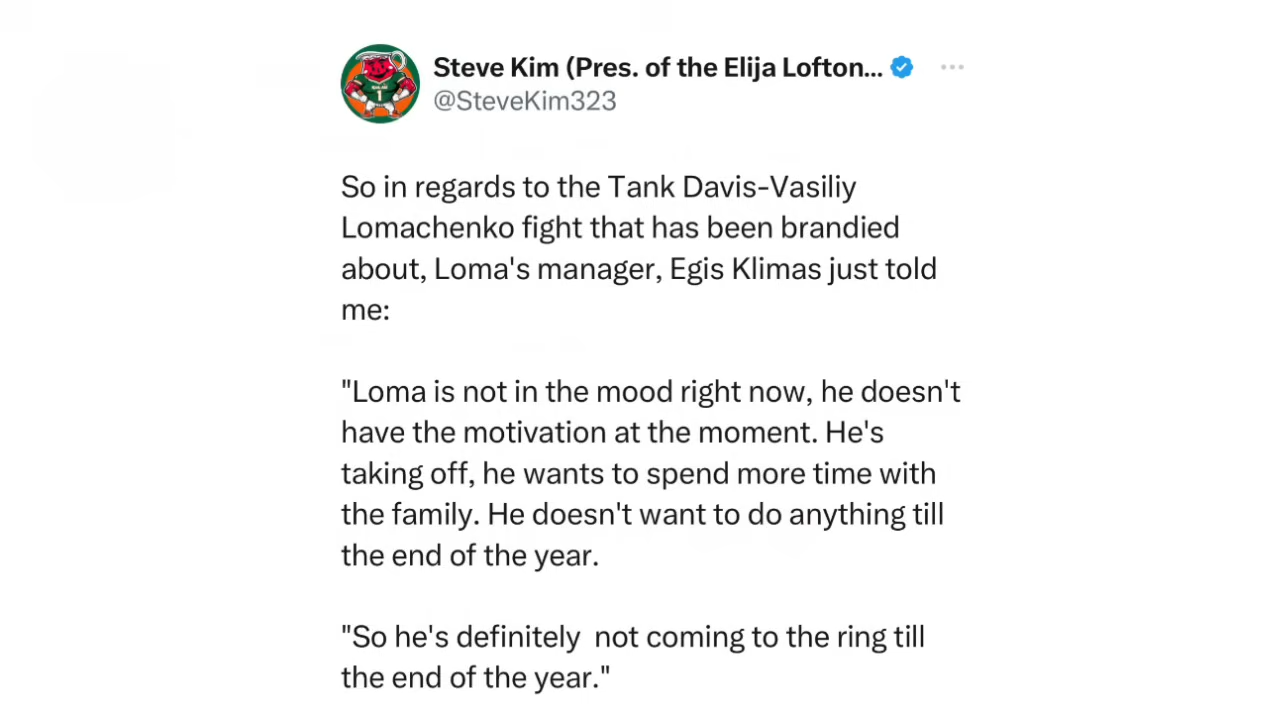 Steve Kim (Pres. of the Elija Lofton...
@SteveKim323
So in regards to the Tank Davis-Vasiliy
Lomachenko fight that has been brandied
about, Loma's manager, Egis Klimas just told
me:
"Loma is not in the mood right now, he doesn't
have the motivation at the moment. He's
taking off, he wants to spend more time with
the family. He doesn't want to do anything till
the end of the year.
"So he's definitely  not coming to the ring till
the end of the year."